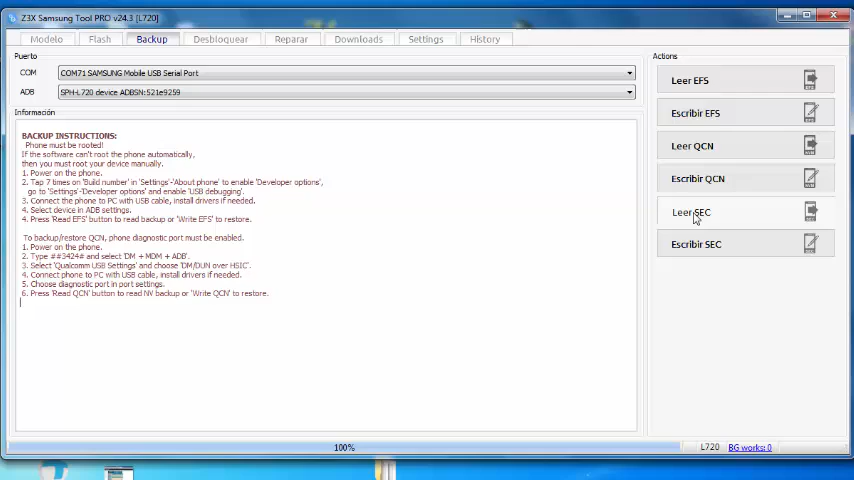 Z3X Samsung Tool PRO v24.3 [L720]
Modelo Flash Backup Desbloquear Reparar Downloads Settings History
Puerto
COM COM71 SAMSUNG Mobile USB Serial Port
ADB SPH-L720 device ADBSN:521e9259
Información
BACKUP INSTRUCTIONS:
Phone must be rooted!
If the software can't root the phone automatically,
then you must root your device manually.
1. Power on the phone.
2. Tap 7 times on 'Build number' in 'Settings'-'About phone' to enable 'Developer options',
go to 'Settings'-'Developer options' and enable 'USB debugging'.
3. Connect the phone to PC with USB cable, install drivers if needed.
4. Select device in ADB settings.
4. Press 'Read EFS' button to read backup or 'Write EFS' to restore.
To backup/restore QCN, phone diagnostic port must be enabled.
1. Power on the phone.
2. Type ##3424# and select 'DM + MDM + ADB'.
3. Select 'Qualcomm USB Settings' and choose 'DM/DUN over HSIC'.
4. Connect phone to PC with USB cable, install drivers if needed.
5. Choose diagnostic port in port settings.
6. Press 'Read QCN' button to read NV backup or 'Write QCN' to restore.
Actions
Leer EFS
Escribir EFS
Leer QCN
Escribir QCN
Leer SEC
Escribir SEC
100%
L720 BG works: 0